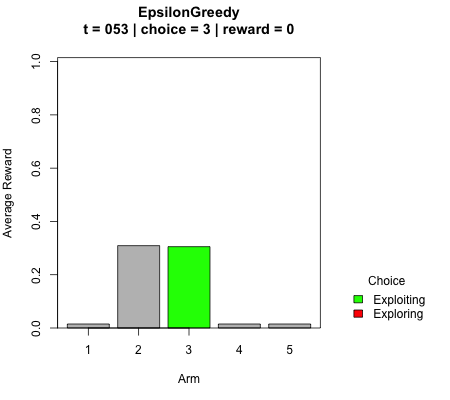 EpsilonGreedy
t = 053 | choice = 3 | reward = 0
Average Reward
1.0
0.8
0.6
0.4
0.2
0.0
1 2 3 4 5
Arm
Choice
Exploiting
Exploring